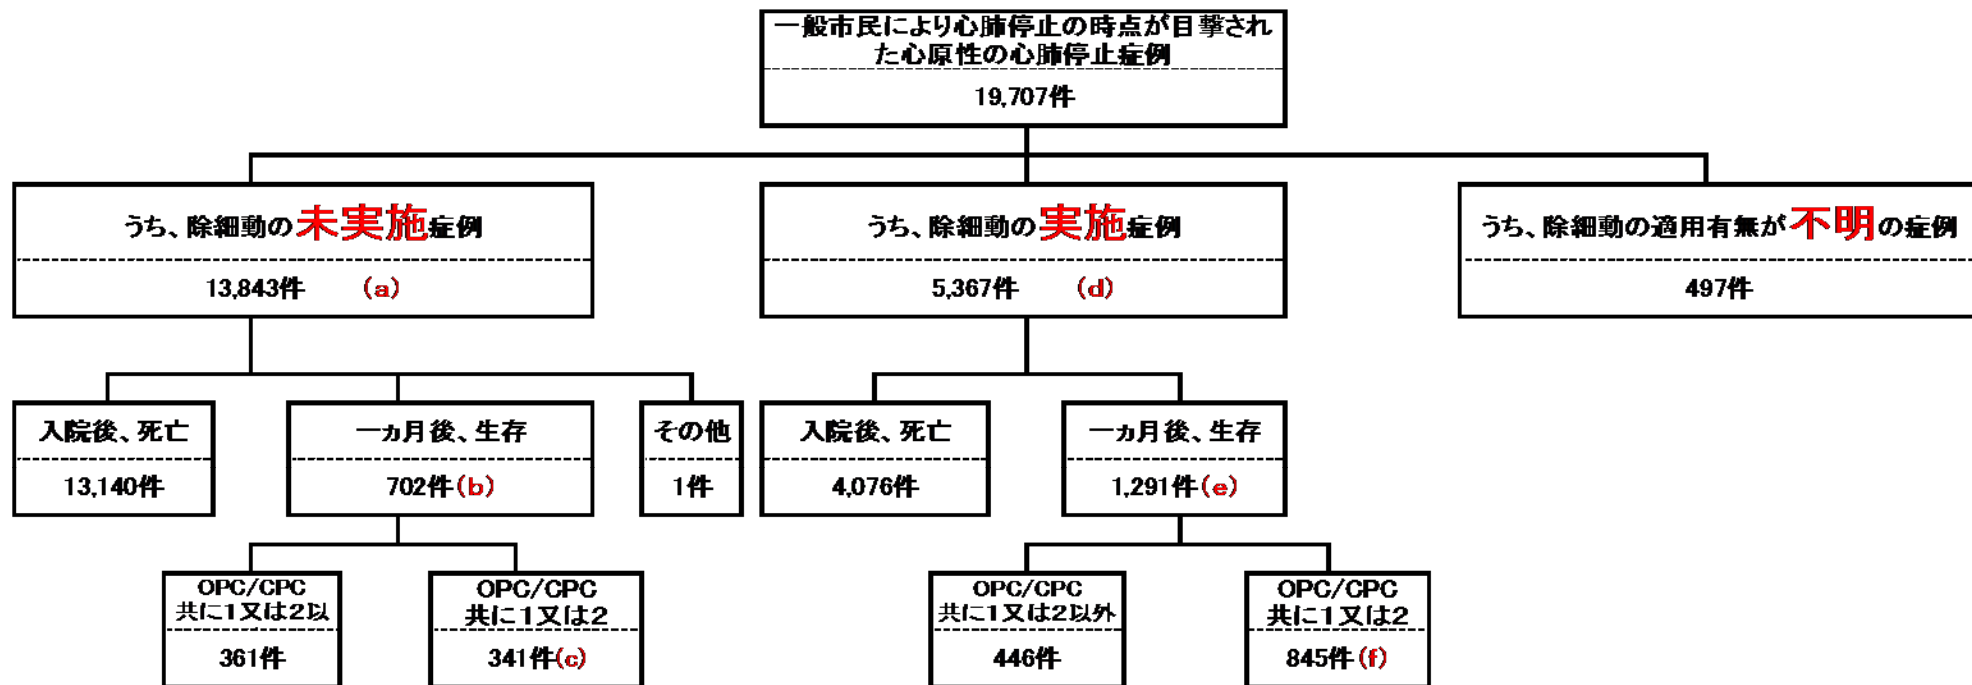 一般市民により心肺停止の時点が目撃され
た心原性の心肺停止症例
19,707件
うち、除細動の未実施症例
13,843件 (a)
うち、除細動の実施症例
5,367件 (d)
うち、除細動の適用有無が不明の症例
497件
入院後、死亡
13,140件
一ヵ月後、生存
702件(b)
その他
1件
入院後、死亡
4,076件
一ヵ月後、生存
1,291件(e)
OPC/CPC
共に1又は2以
361件
OPC/CPC
共に1又は2
341件(c)
OPC/CPC
共に1又は2以外
446件
OPC/CPC
共に1又は2
845件(f)